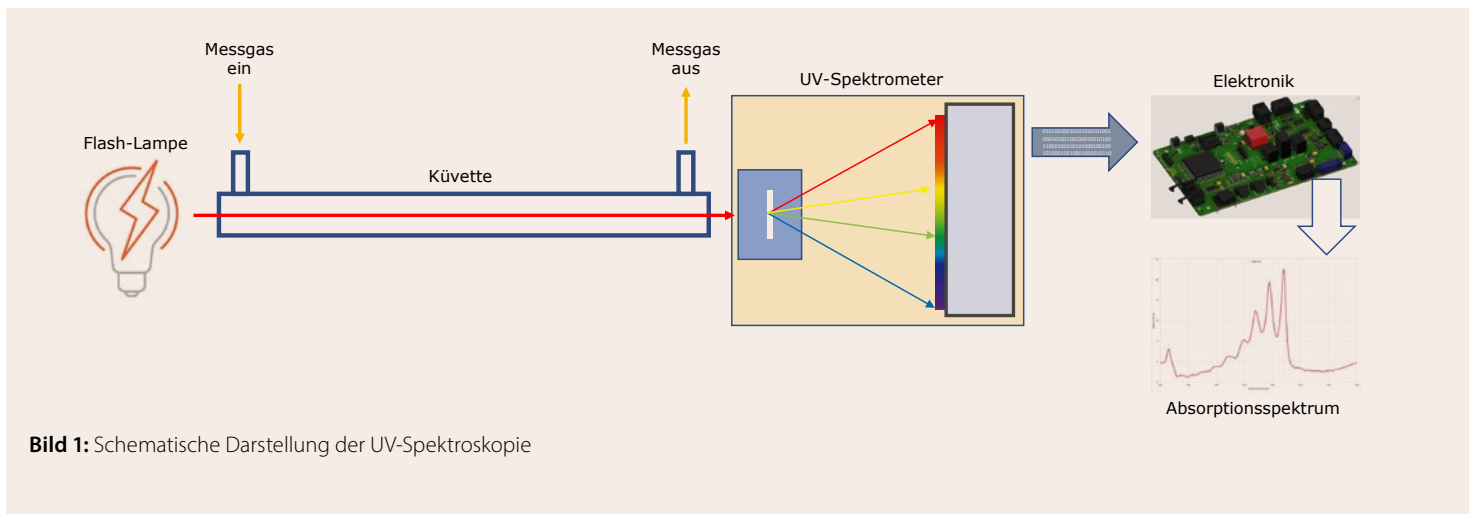 Messgas
ein
Messgas
aus
UV-Spektrometer
Elektronik
Flash-Lampe
Küvette
Absorptionsspektrum
Bild 1: Schematische Darstellung der UV-Spektroskopie